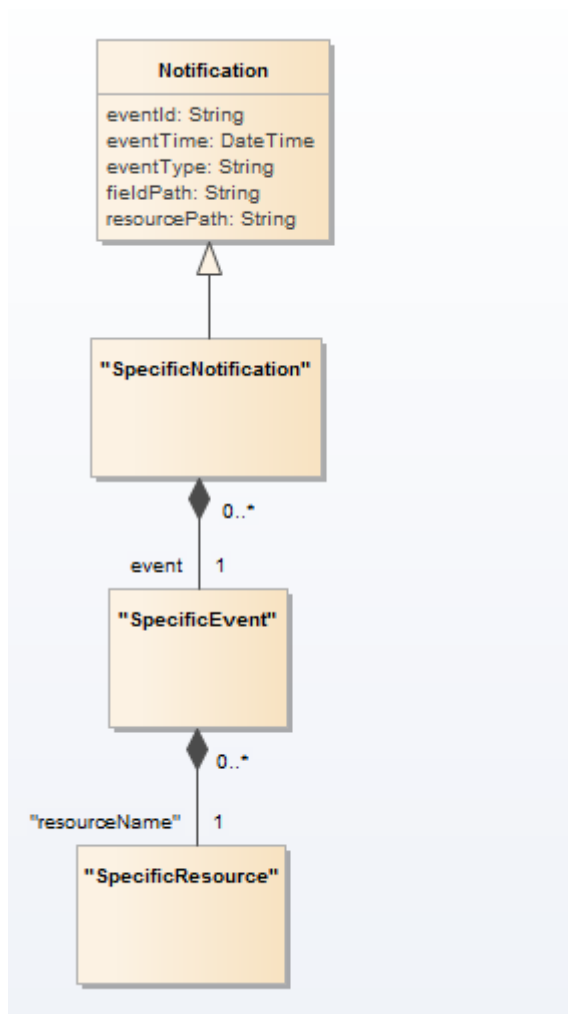 Notification
eventId: String
eventTime: DateTime
eventType: String
fieldPath: String
resourcePath: String
"SpecificNotification"
0..*
event 1
"SpecificEvent"
0..*
"resourceName" 1
"SpecificResource"